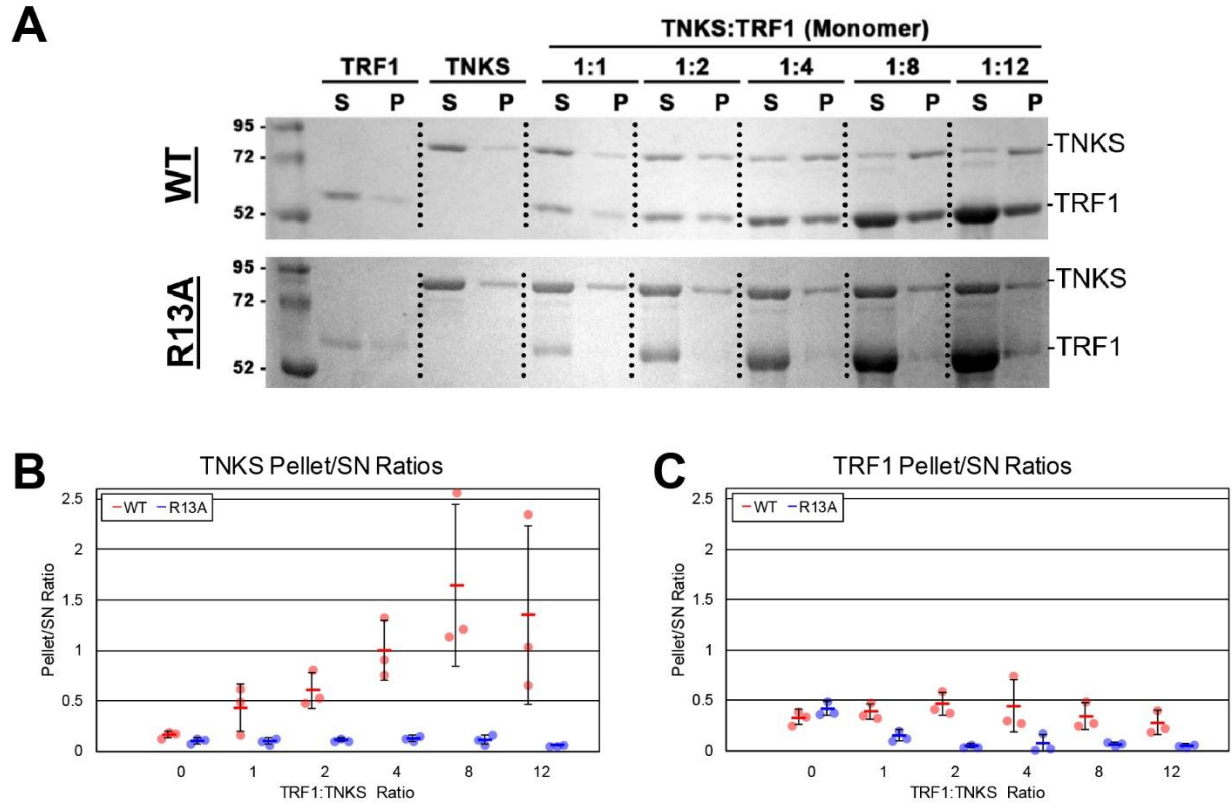 A
TNKS:TRF1 (Monomer)
TRF1 TNKS 1:1 1:2 1:4 1:8 1:12
S P S P S P S P S P S P S P
WT
95 -
72 -
52 -
-TNKS
-TRF1
R13A
95 -
72 -
52 -
-TNKS
-TRF1
B
TNKS Pellet/SN Ratios
WT R13A
Pellet/SN Ratio
2.5
2
1.5
1
0.5
0
0 1 2 4 8 12
TRF1:TNKS Ratio
C
TRF1 Pellet/SN Ratios
WT R13A
Pellet/SN Ratio
2.5
2
1.5
1
0.5
0
0 1 2 4 8 12
TRF1:TNKS Ratio